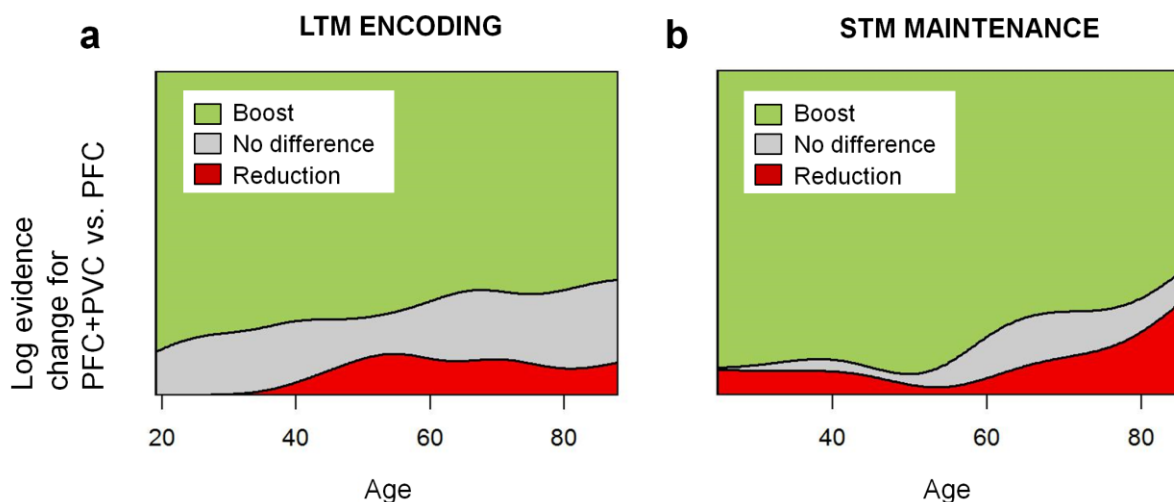 a
LTM ENCODING
b
STM MAINTENANCE
Log evidence
change for
PFC+PVC vs. PFC
Boost
No difference
Reduction
20
40
60
80
Age
Boost
No difference
Reduction
40
60
80
Age